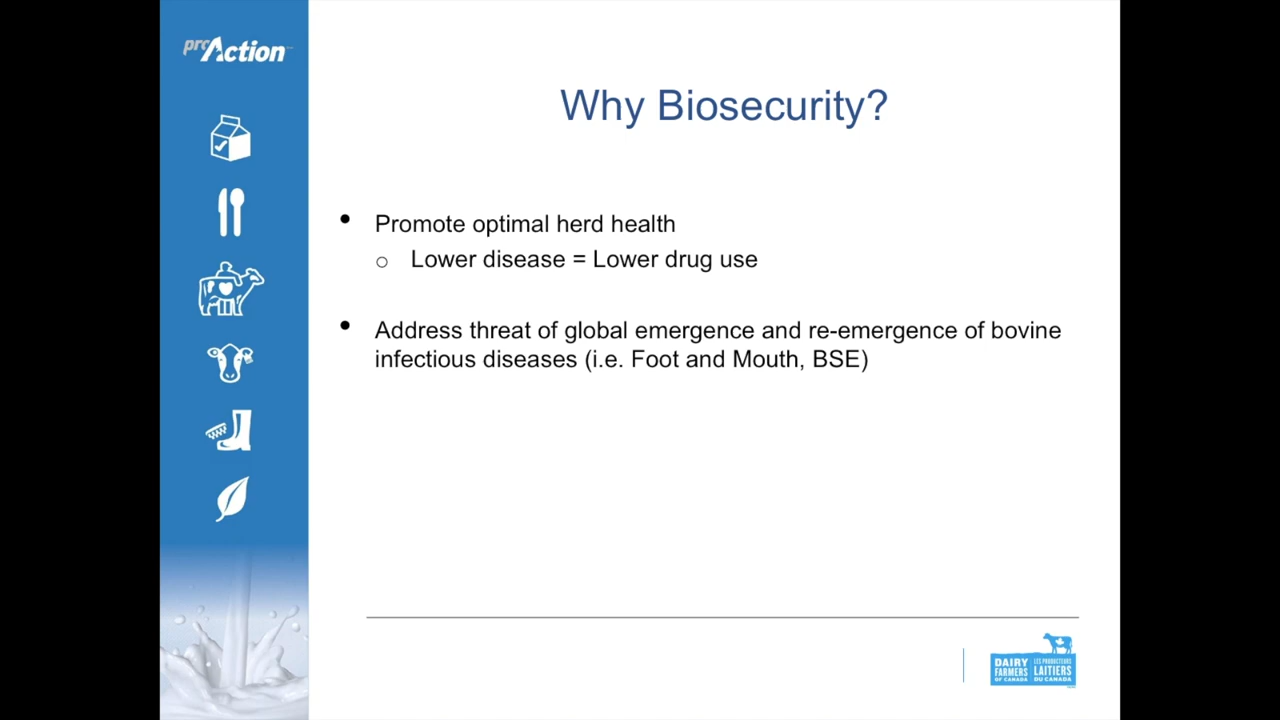 proAction
Why Biosecurity?
• Promote optimal herd health
o Lower disease = Lower drug use
• Address threat of global emergence and re-emergence of bovine
infectious diseases (i.e. Foot and Mouth, BSE)
DAIRY
FARMERS
OF CANADA
LES PRODUCTEURS
LAITIERS
DU CANADA